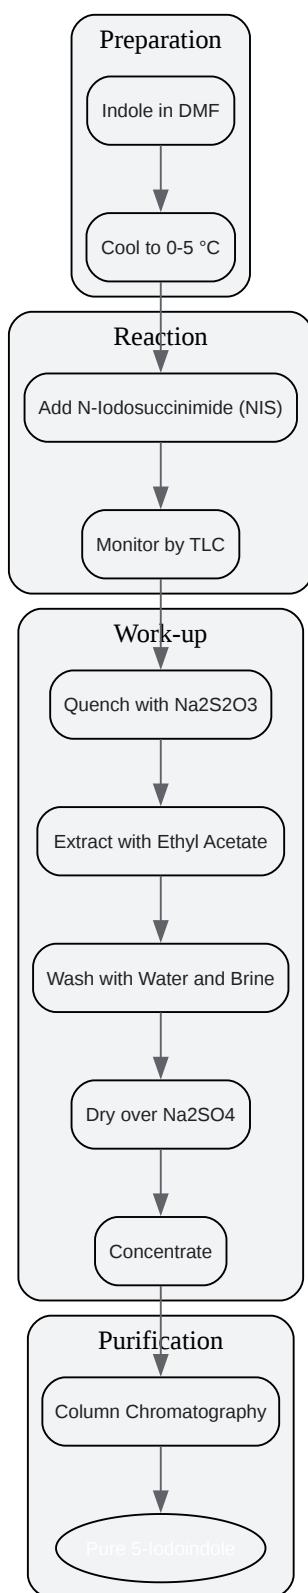 Preparation
Indole in DMF
Cool to 0-5 °C
Reaction
Add N-Iodosuccinimide (NIS)
Monitor by TLC
Work-up
Quench with Na2S2O3
Extract with Ethyl Acetate
Wash with Water and Brine
Dry over Na2SO4
Concentrate
Purification
Column Chromatography
Pure 5-Iodoindole